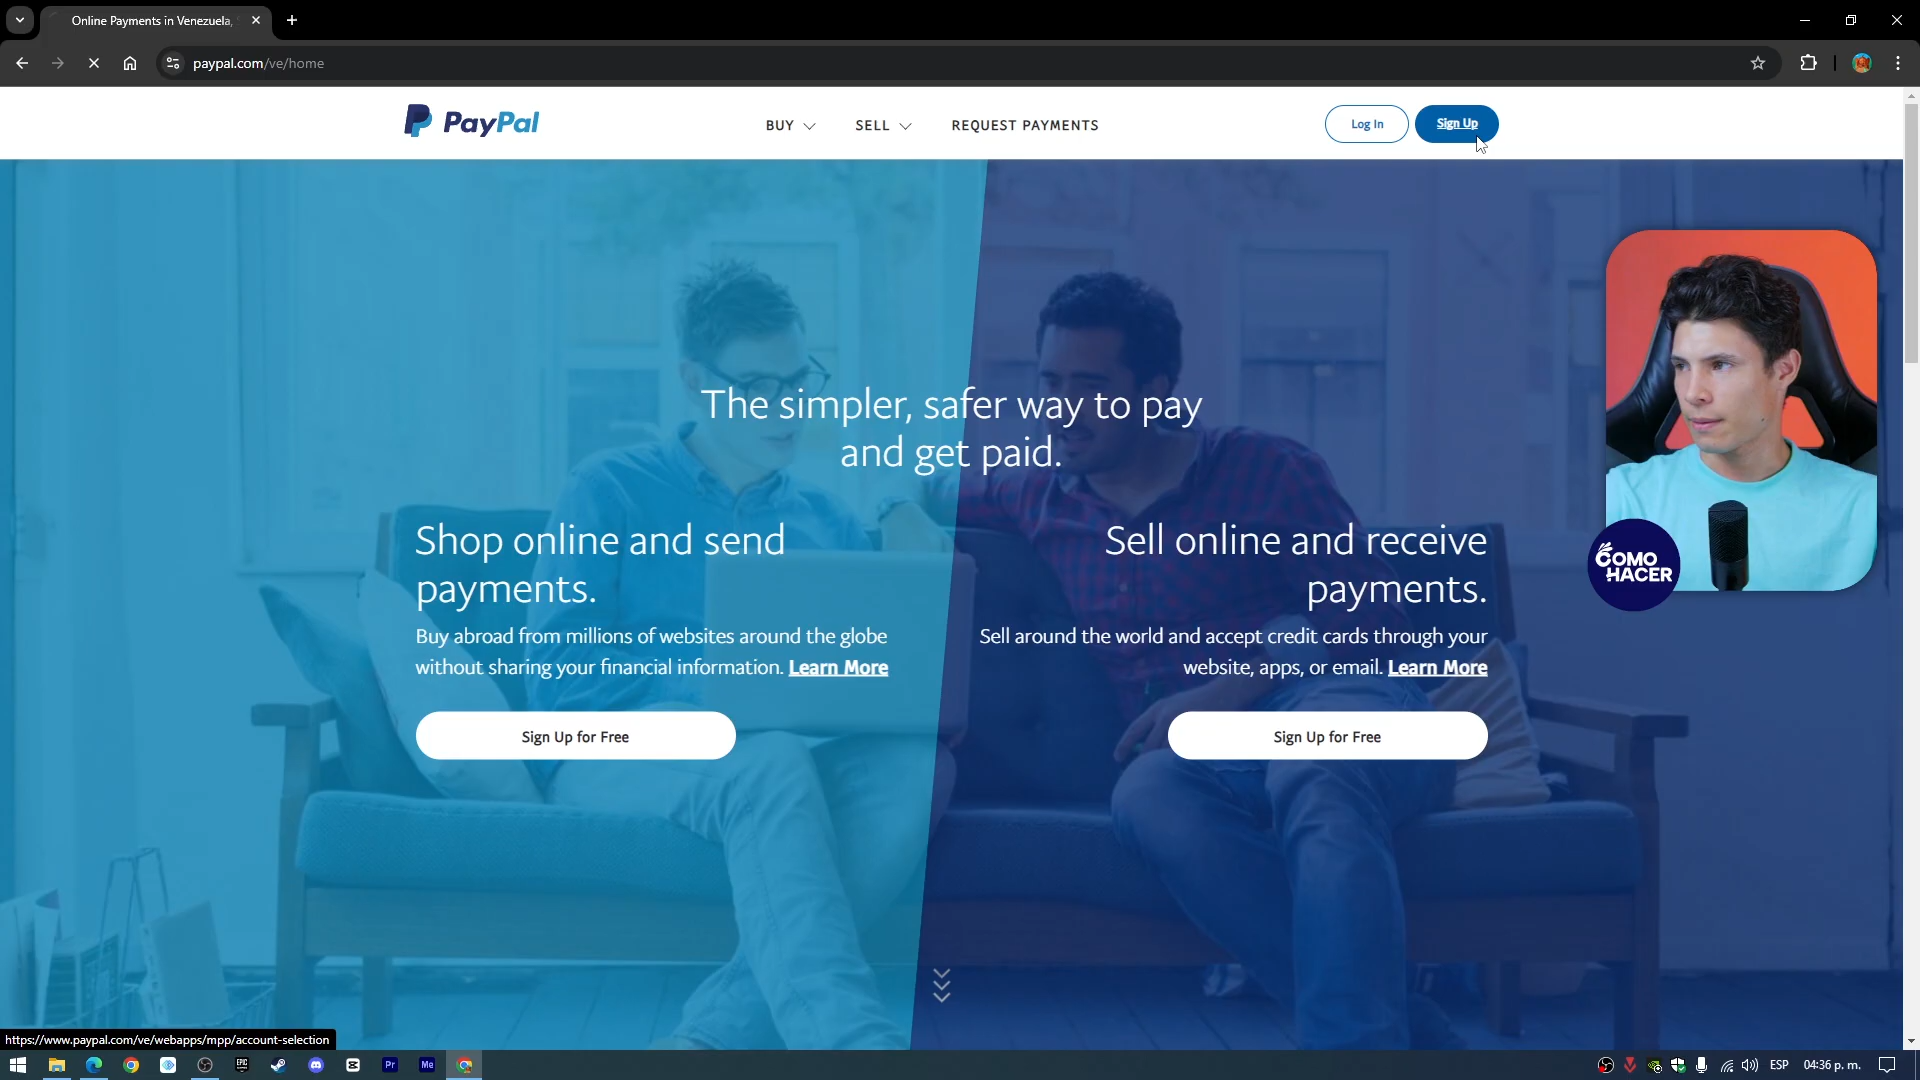 Online Payments in Venezuela,
paypal.com/ve/home
PayPal
BUY
SELL
REQUEST PAYMENTS
Log In
Sign Up
The simpler, safer way to pay
and get paid.
Shop online and send
payments.
Buy abroad from millions of websites around the globe
without sharing your financial information. Learn More
Sign Up for Free
Sell online and receive
payments.
Sell around the world and accept credit cards through your
website, apps, or email. Learn More
Sign Up for Free
COMO
HACER
https://www.paypal.com/ve/webapps/mpp/account-selection
EPIC
Pr
Me
ESP
04:36 p. m.